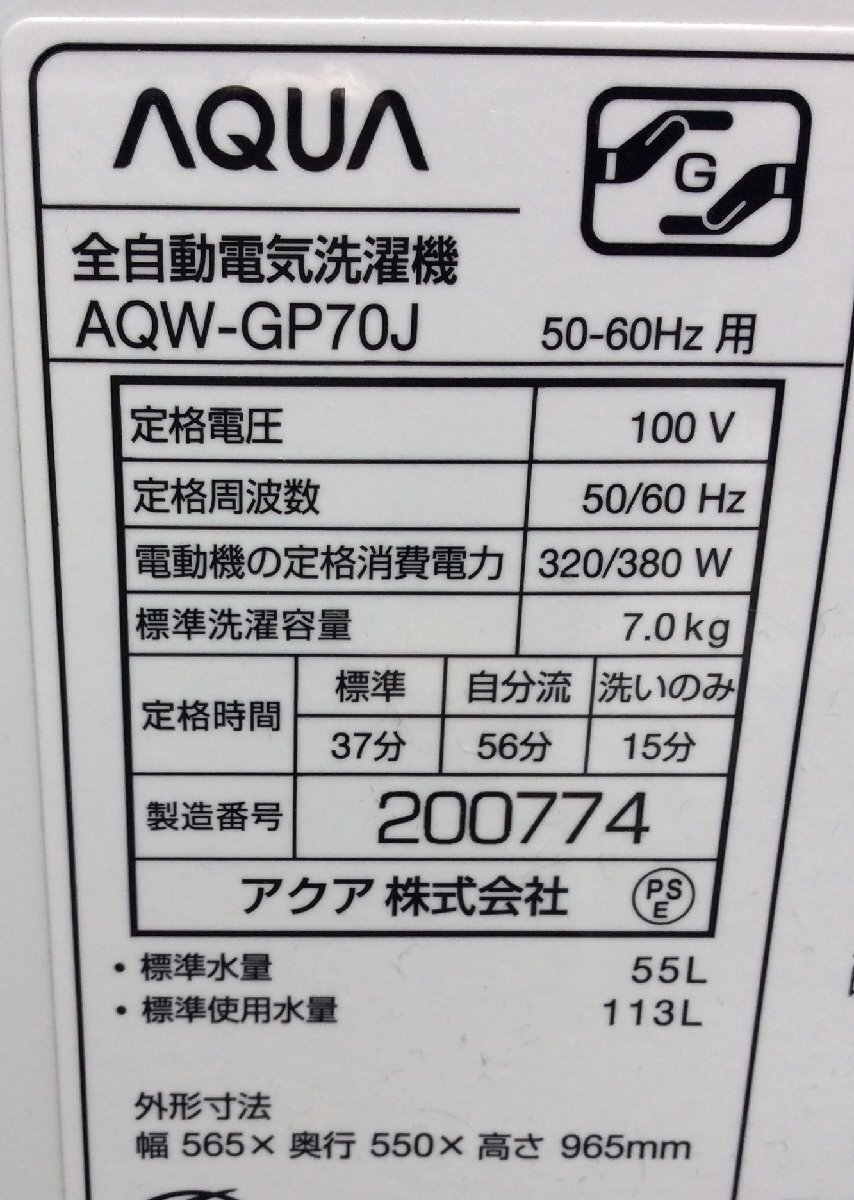 AQUA
G
全自動電気洗濯機
AQW-GP70J 50-60Hz 用
定格電圧 100 V
定格周波数 50/60 Hz
電動機の定格消費電力 320/380 W
標準洗濯容量 7.0kg
定格時間 標準 自分流 洗いのみ
37分 56分 15分
製造番号 200774
アクア 株式会社 PSE
・標準水量 55L
・標準使用水量 113L
外形寸法
幅 565× 奥行 550× 高さ 965mm